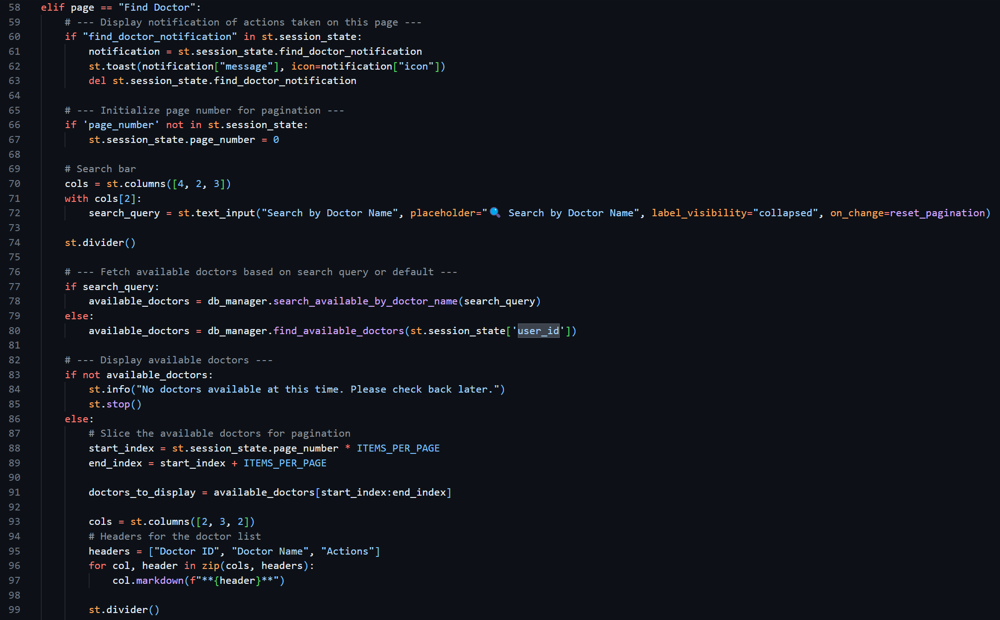 58 elif page == "Find Doctor":
59     # --- Display notification of actions taken on this page ---
60     if "find_doctor_notification" in st.session_state:
61         notification = st.session_state.find_doctor_notification
62         st.toast(notification["message"], icon=notification["icon"])
63         del st.session_state.find_doctor_notification
64
65     # --- Initialize page number for pagination ---
66     if 'page_number' not in st.session_state:
67         st.session_state.page_number = 0
68
69     # Search bar
70     cols = st.columns([4, 2, 3])
71     with cols[2]:
72         search_query = st.text_input("Search by Doctor Name", placeholder="🔍 Search by Doctor Name", label_visibility="collapsed", on_change=reset_pagination)
73
74     st.divider()
75
76     # --- Fetch available doctors based on search query or default ---
77     if search_query:
78         available_doctors = db_manager.search_available_by_doctor_name(search_query)
79     else:
80         available_doctors = db_manager.find_available_doctors(st.session_state['user_id'])
81
82     # --- Display available doctors ---
83     if not available_doctors:
84         st.info("No doctors available at this time. Please check back later.")
85         st.stop()
86     else:
87         # Slice the available doctors for pagination
88         start_index = st.session_state.page_number * ITEMS_PER_PAGE
89         end_index = start_index + ITEMS_PER_PAGE
90
91         doctors_to_display = available_doctors[start_index:end_index]
92
93         cols = st.columns([2, 3, 2])
94         # Headers for the doctor list
95         headers = ["Doctor ID", "Doctor Name", "Actions"]
96         for col, header in zip(cols, headers):
97             col.markdown(f"**{header}**")
98
99         st.divider()